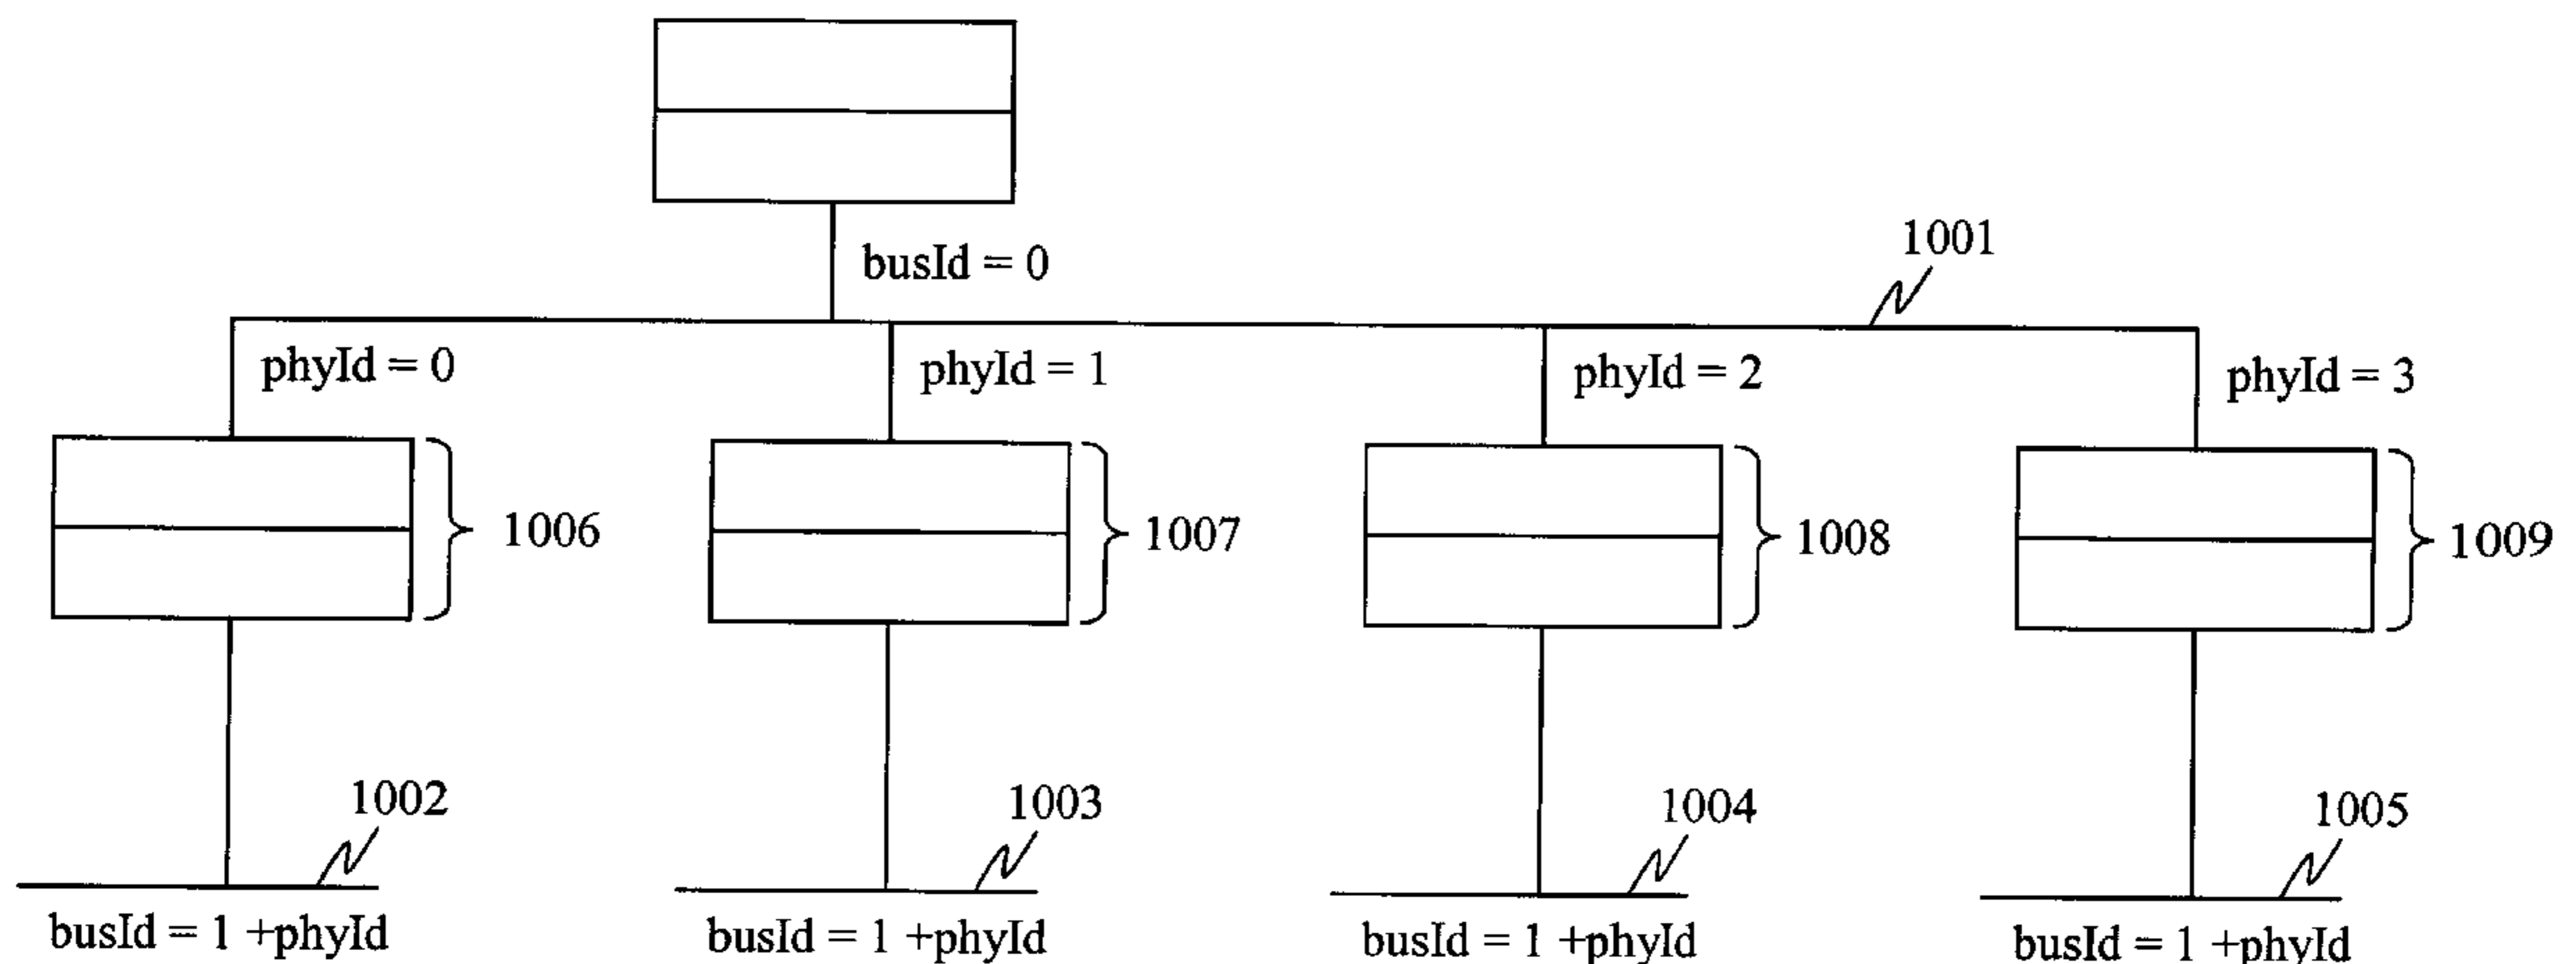 busId = 0
1001
phyId = 0
phyId = 1
phyId = 2
phyId = 3
1006
1007
1008
1009
1002
1003
1004
1005
busId = 1 +phyId
busId = 1 +phyId
busId = 1 +phyId
busId = 1 +phyId